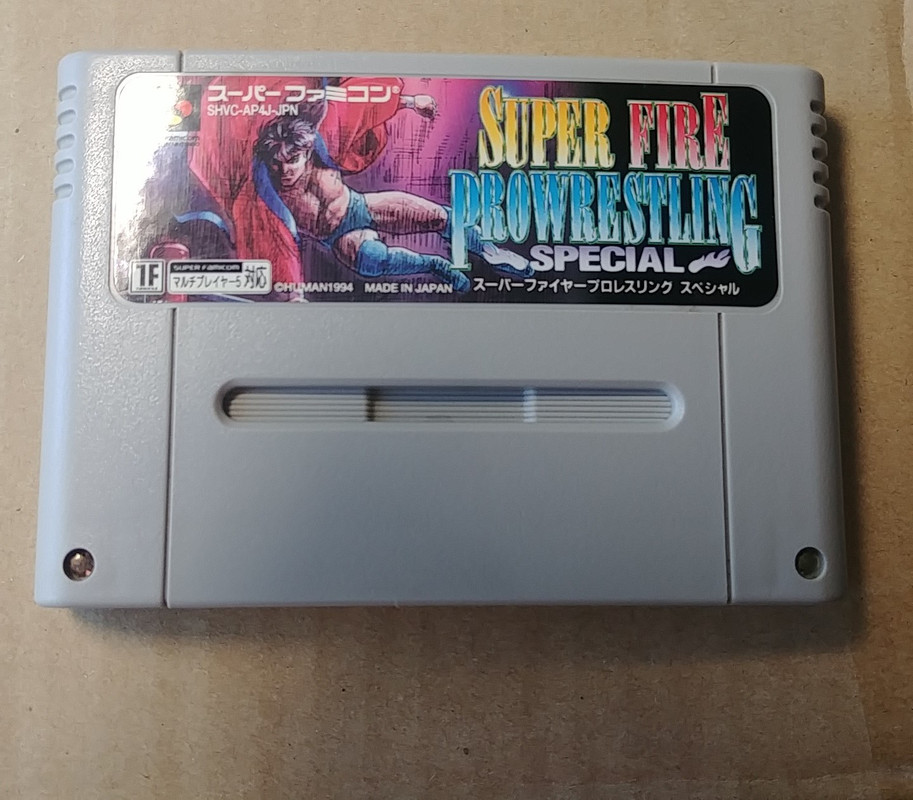 スーパーファミコン®
SHVC-AP4J-JPN
SUPER FIRE
PROWRESTLING
SPECIAL
スーパーファイヤープロレスリング スペシャル
1F
SUPER FAMICOM
マルチプレイヤー5 対応
©HUMAN1994 MADE IN JAPAN